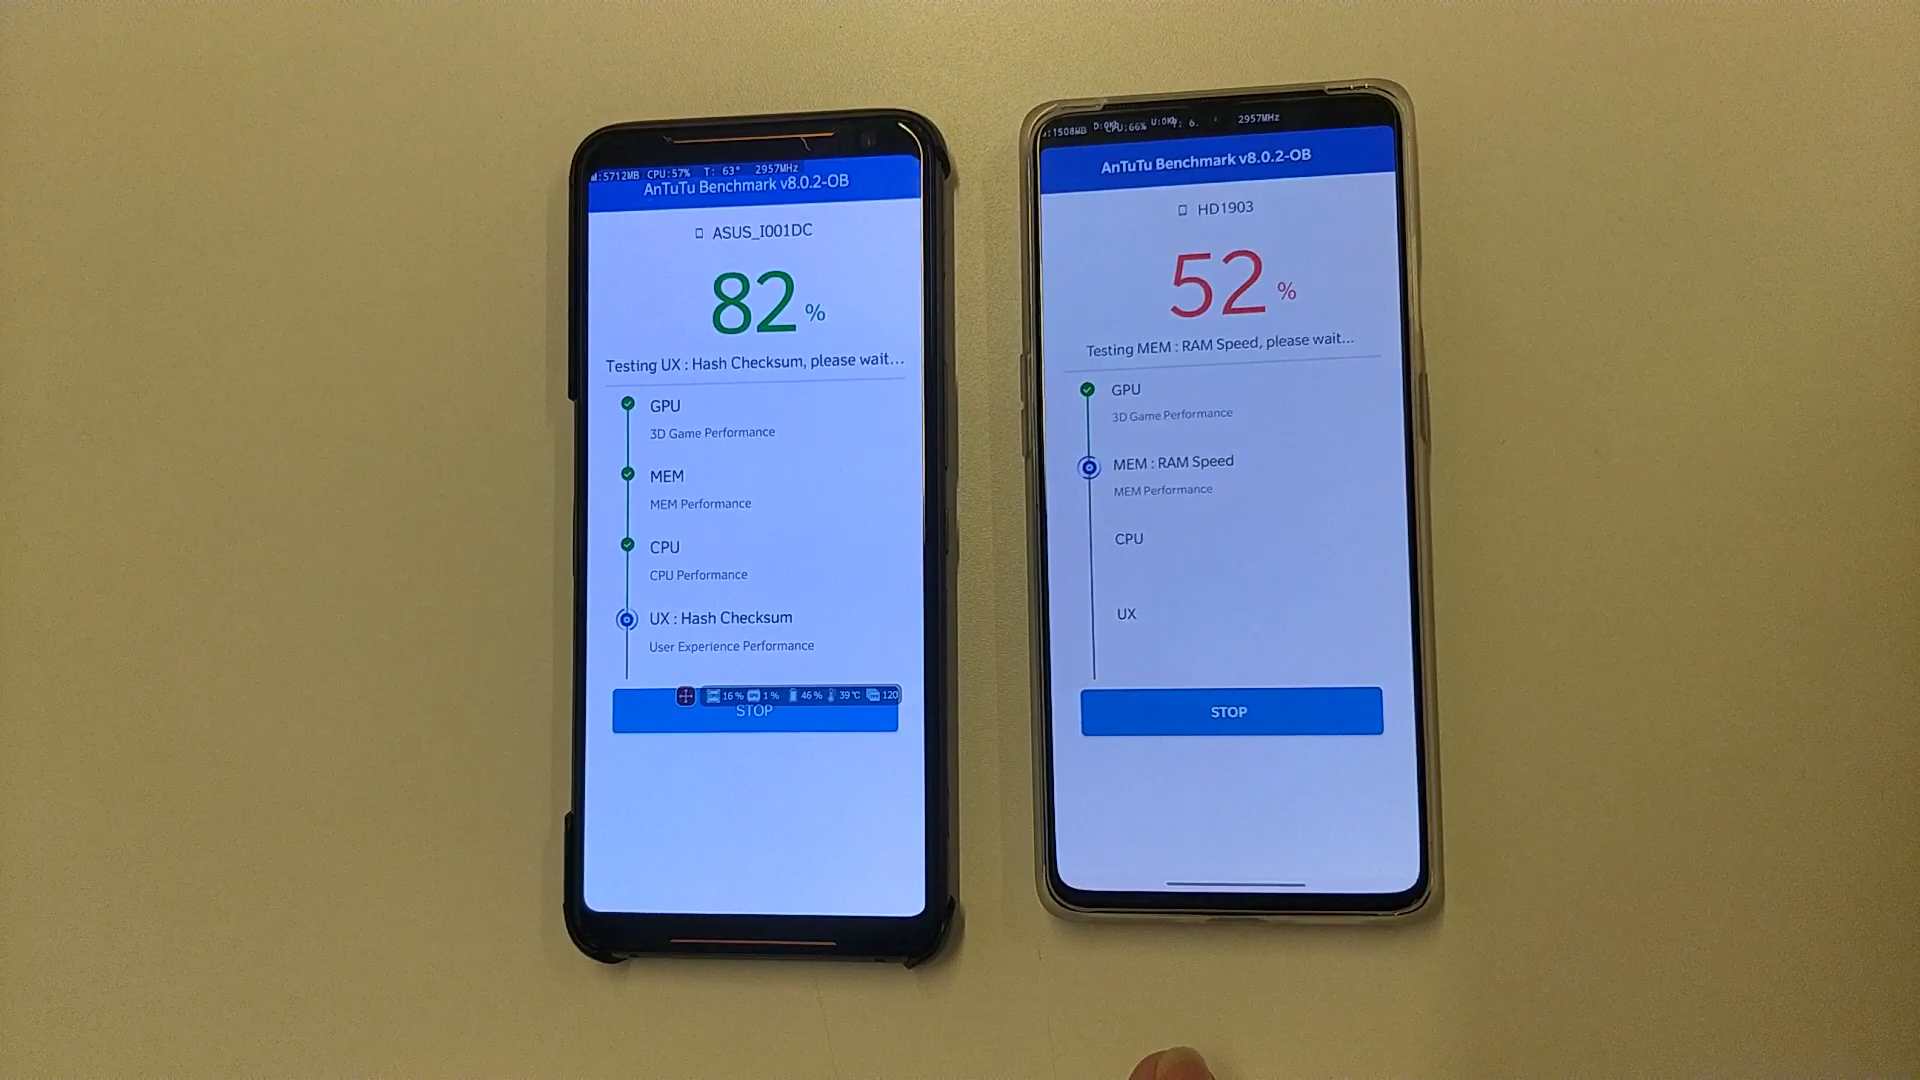 :5712MB CPU:57% T: 63° 2957MHz
AnTuTu Benchmark v8.0.2-OB
ASUS_I001DC
82 %
Testing UX : Hash Checksum, please wait...
GPU
3D Game Performance
MEM
MEM Performance
CPU
CPU Performance
UX : Hash Checksum
User Experience Performance
16 % 1 % 46 % 39 °C 120
STOP
:1508MB D:0Kb CPU:66% U:0Kb 6. 2957MHz
AnTuTu Benchmark v8.0.2-OB
HD1903
52 %
Testing MEM : RAM Speed, please wait...
GPU
3D Game Performance
MEM : RAM Speed
MEM Performance
CPU
UX
STOP